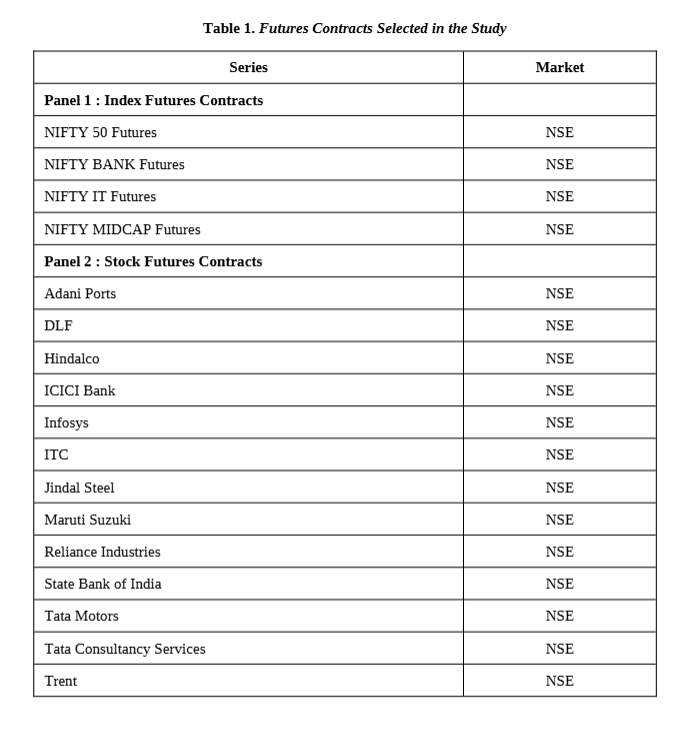 Table 1. Futures Contracts Selected in the Study
Series Market
Panel 1 : Index Futures Contracts
NIFTY 50 Futures NSE
NIFTY BANK Futures NSE
NIFTY IT Futures NSE
NIFTY MIDCAP Futures NSE
Panel 2 : Stock Futures Contracts
Adani Ports NSE
DLF NSE
Hindalco NSE
ICICI Bank NSE
Infosys NSE
ITC NSE
Jindal Steel NSE
Maruti Suzuki NSE
Reliance Industries NSE
State Bank of India NSE
Tata Motors NSE
Tata Consultancy Services NSE
Trent NSE